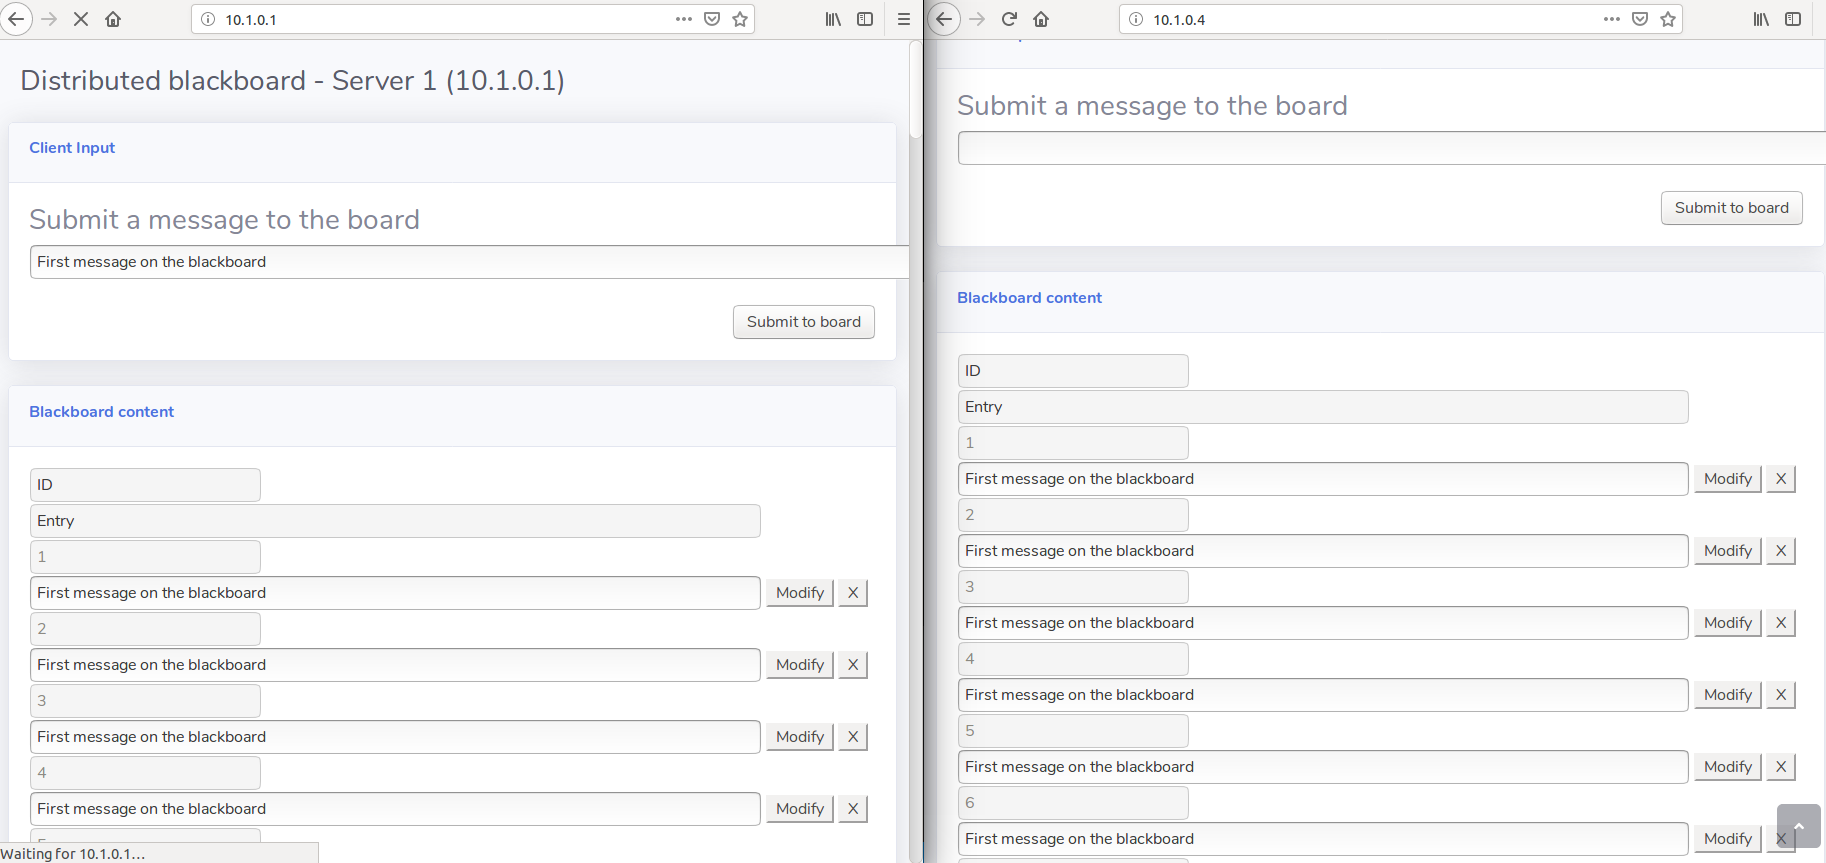 10.1.0.1
Distributed blackboard - Server 1 (10.1.0.1)
Client Input
Submit a message to the board
First message on the blackboard
Submit to board
Blackboard content
ID
Entry
1
First message on the blackboard Modify X
2
First message on the blackboard Modify X
3
First message on the blackboard Modify X
4
First message on the blackboard Modify X
Waiting for 10.1.0.1...
10.1.0.4
Submit a message to the board
Submit to board
Blackboard content
ID
Entry
1
First message on the blackboard Modify X
2
First message on the blackboard Modify X
3
First message on the blackboard Modify X
4
First message on the blackboard Modify X
5
First message on the blackboard Modify X
6
First message on the blackboard Modify X